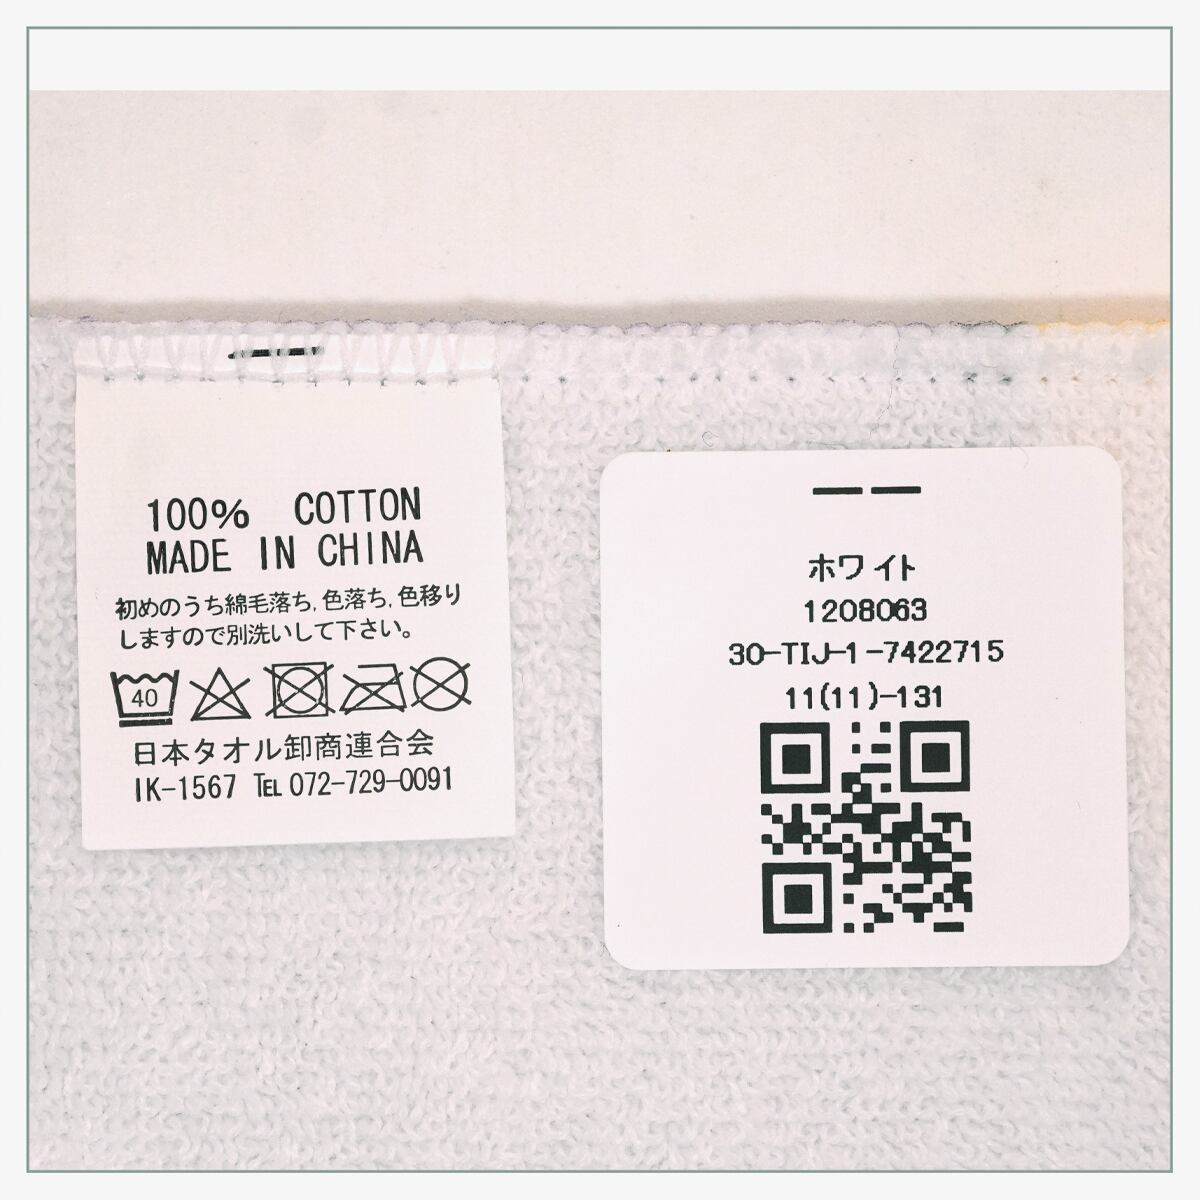 100% COTTON
MADE IN CHINA
初めのうち綿毛落ち,色落ち,色移り
しますので別洗いして下さい。
40
日本タオル卸商連合会
IK-1567 TEL 072-729-0091
ホワイト
1208063
30-TIJ-1-7422715
11(11)-131